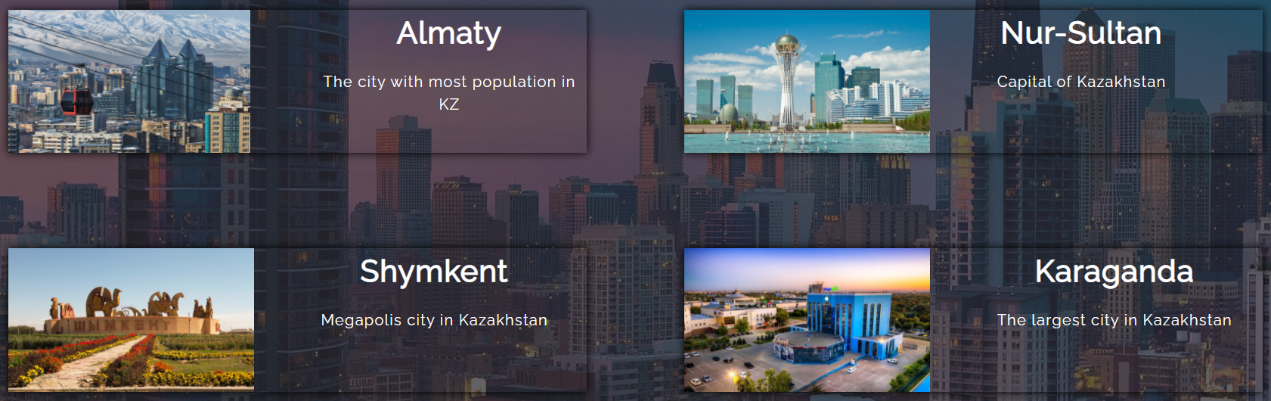 Almaty
The city with most population in
KZ
Nur-Sultan
Capital of Kazakhstan
Shymkent
Megapolis city in Kazakhstan
Karaganda
The largest city in Kazakhstan